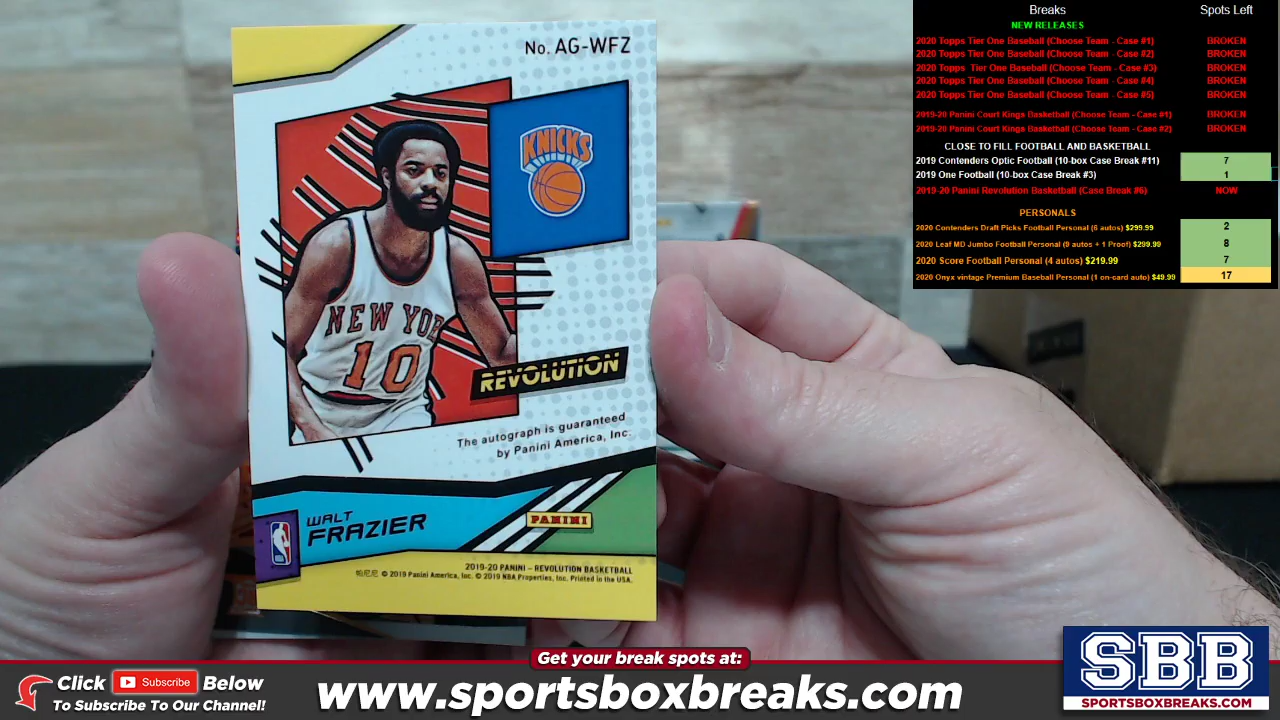 No. AG-WFZ
KNICKS
NEW YOR
10
REVOLUTION
The autograph is guaranteed
by Panini America, Inc.
WALT
FRAZIER
PANINI
2019-20 PANINI – REVOLUTION BASKETBALL
帕尼尼 © 2019 Panini America, Inc. © 2019 NBA Properties, Inc. Printed in the USA.
Breaks Spots Left
NEW RELEASES
2020 Topps Tier One Baseball (Choose Team - Case #1) BROKEN
2020 Topps Tier One Baseball (Choose Team - Case #2) BROKEN
2020 Topps Tier One Baseball (Choose Team - Case #3) BROKEN
2020 Topps Tier One Baseball (Choose Team - Case #4) BROKEN
2020 Topps Tier One Baseball (Choose Team - Case #5) BROKEN
2019-20 Panini Court Kings Basketball (Choose Team - Case #1) BROKEN
2019-20 Panini Court Kings Basketball (Choose Team - Case #2) BROKEN
CLOSE TO FILL FOOTBALL AND BASKETBALL
2019 Contenders Optic Football (10-box Case Break #11) 7
2019 One Football (10-box Case Break #3) 1
2019-20 Panini Revolution Basketball (Case Break #6) NOW
PERSONALS
2020 Contenders Draft Picks Football Personal (6 autos) $299.99 2
2020 Leaf MD Jumbo Football Personal (9 autos + 1 Proof) $299.99 8
2020 Score Football Personal (4 autos) $219.99 7
2020 Onyx vintage Premium Baseball Personal (1 on-card auto) $49.99 17
Get your break spots at:
Click Subscribe Below
To Subscribe To Our Channel!
www.sportsboxbreaks.com
SBB
SPORTSBOXBREAKS.COM